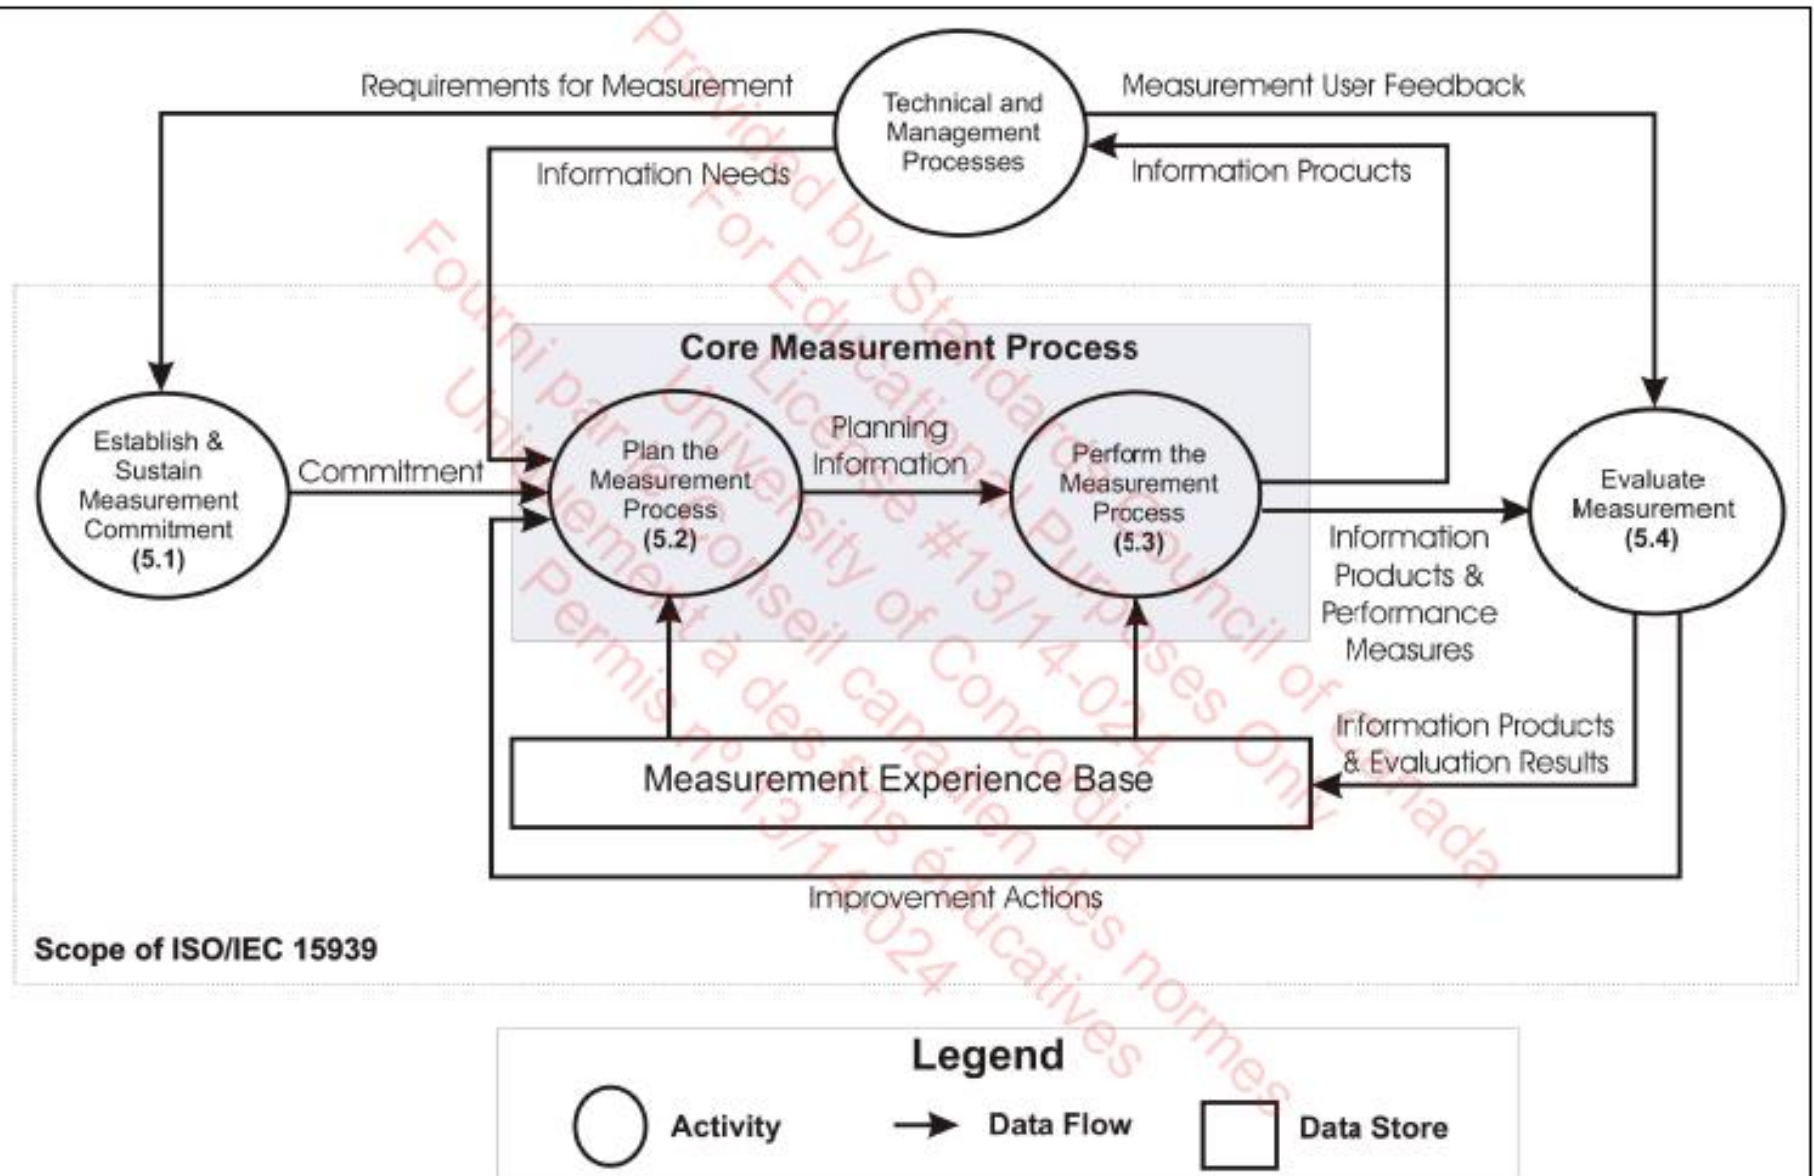 Requirements for Measurement
Technical and
Management
Processes
Measurement User Feedback
Information Needs
Information Products
Core Measurement Process
Establish &
Sustain
Measurement
Commitment
(5.1)
Commitment
Plan the
Measurement
Process
(5.2)
Planning
Information
Perform the
Measurement
Process
(5.3)
Information
Products &
Performance
Measures
Evaluate
Measurement
(5.4)
Measurement Experience Base
Information Products
& Evaluation Results
Improvement Actions
Scope of ISO/IEC 15939
Legend
Activity
Data Flow
Data Store
Provided by Standards Council of Canada
For Educational Purposes Only
License #13/14-024
University of Concordia
Fourni par le conseil canadien des normes
Uniquement à des fins éducatives
Permis nº 13/14-024